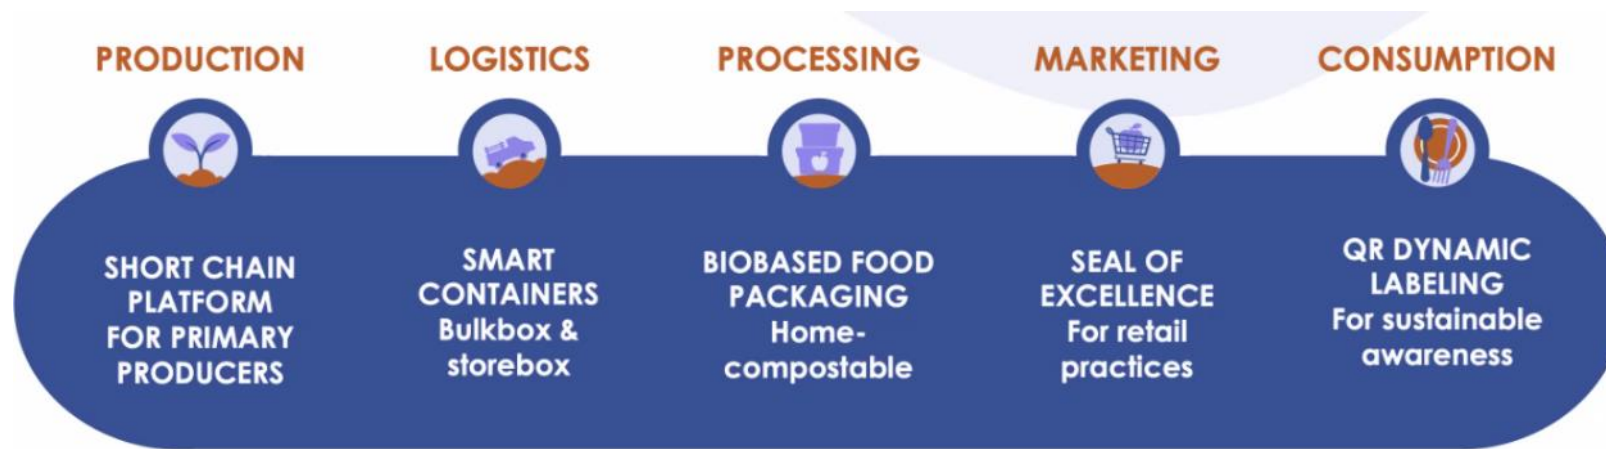 PRODUCTION
SHORT CHAIN
PLATFORM
FOR PRIMARY
PRODUCERS
LOGISTICS
SMART
CONTAINERS
Bulkbox &
storebox
PROCESSING
BIOBASED FOOD
PACKAGING
Home-
compostable
MARKETING
SEAL OF
EXCELLENCE
For retail
practices
CONSUMPTION
QR DYNAMIC
LABELING
For sustainable
awareness